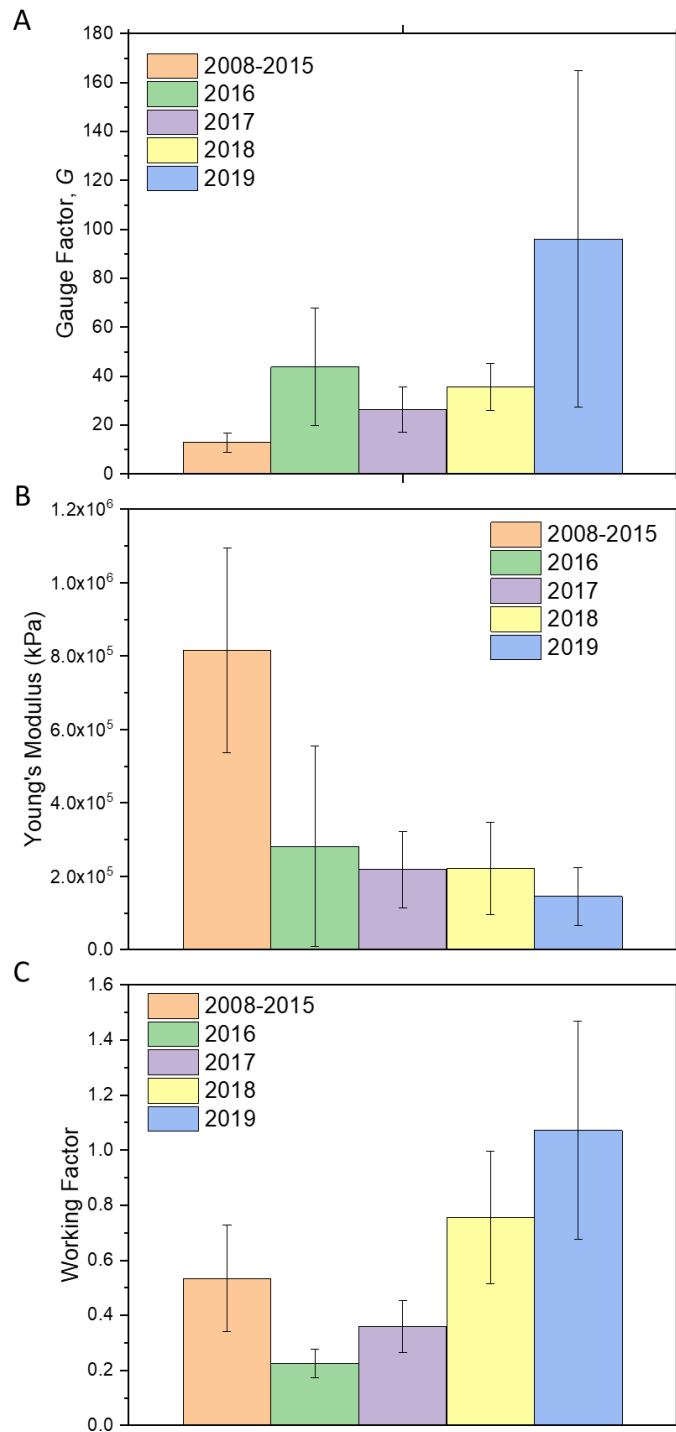 A
180
160
140
120
100
80
60
40
20
0
Gauge Factor, G
2008-2015
2016
2017
2018
2019
B
1.2x10⁶
1.0x10⁶
8.0x10⁵
6.0x10⁵
4.0x10⁵
2.0x10⁵
0.0
Young's Modulus (kPa)
2008-2015
2016
2017
2018
2019
C
1.6
1.4
1.2
1.0
0.8
0.6
0.4
0.2
0.0
Working Factor
2008-2015
2016
2017
2018
2019